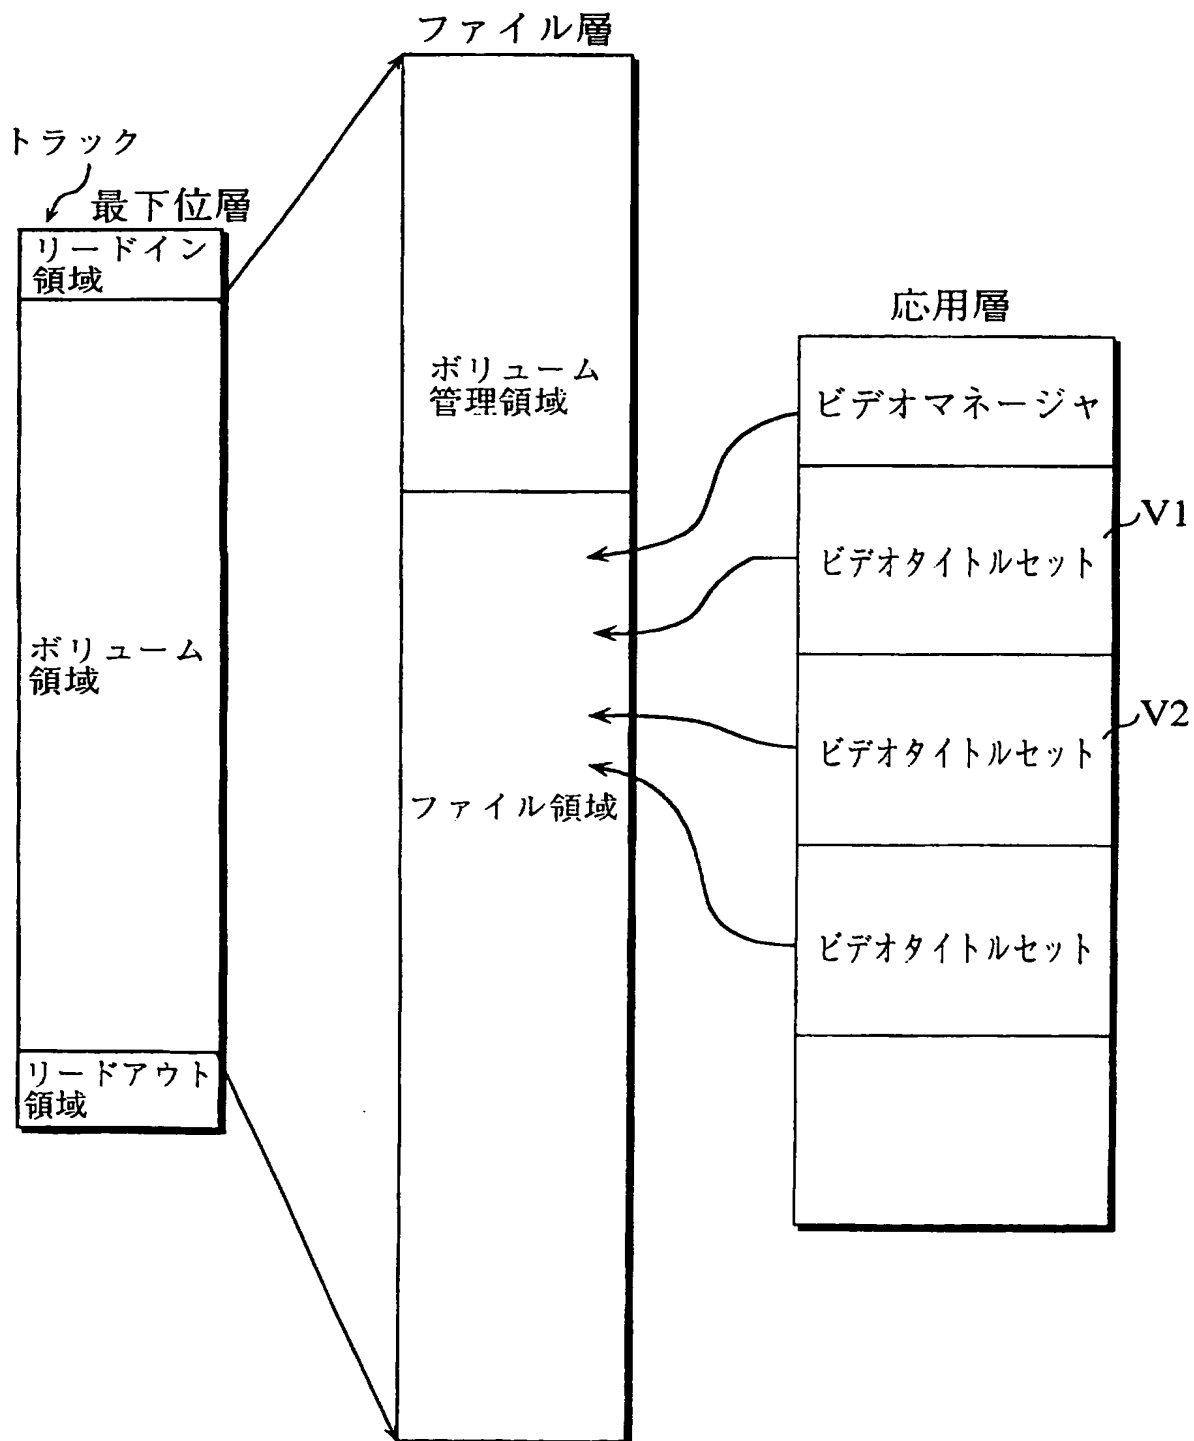 ファイル層
トラック
最下位層
リードイン
領域
ボリューム
領域
リードアウト
領域
ボリューム
管理領域
ファイル領域
応用層
ビデオマネージャ
V1
ビデオタイトルセット
V2
ビデオタイトルセット
ビデオタイトルセット